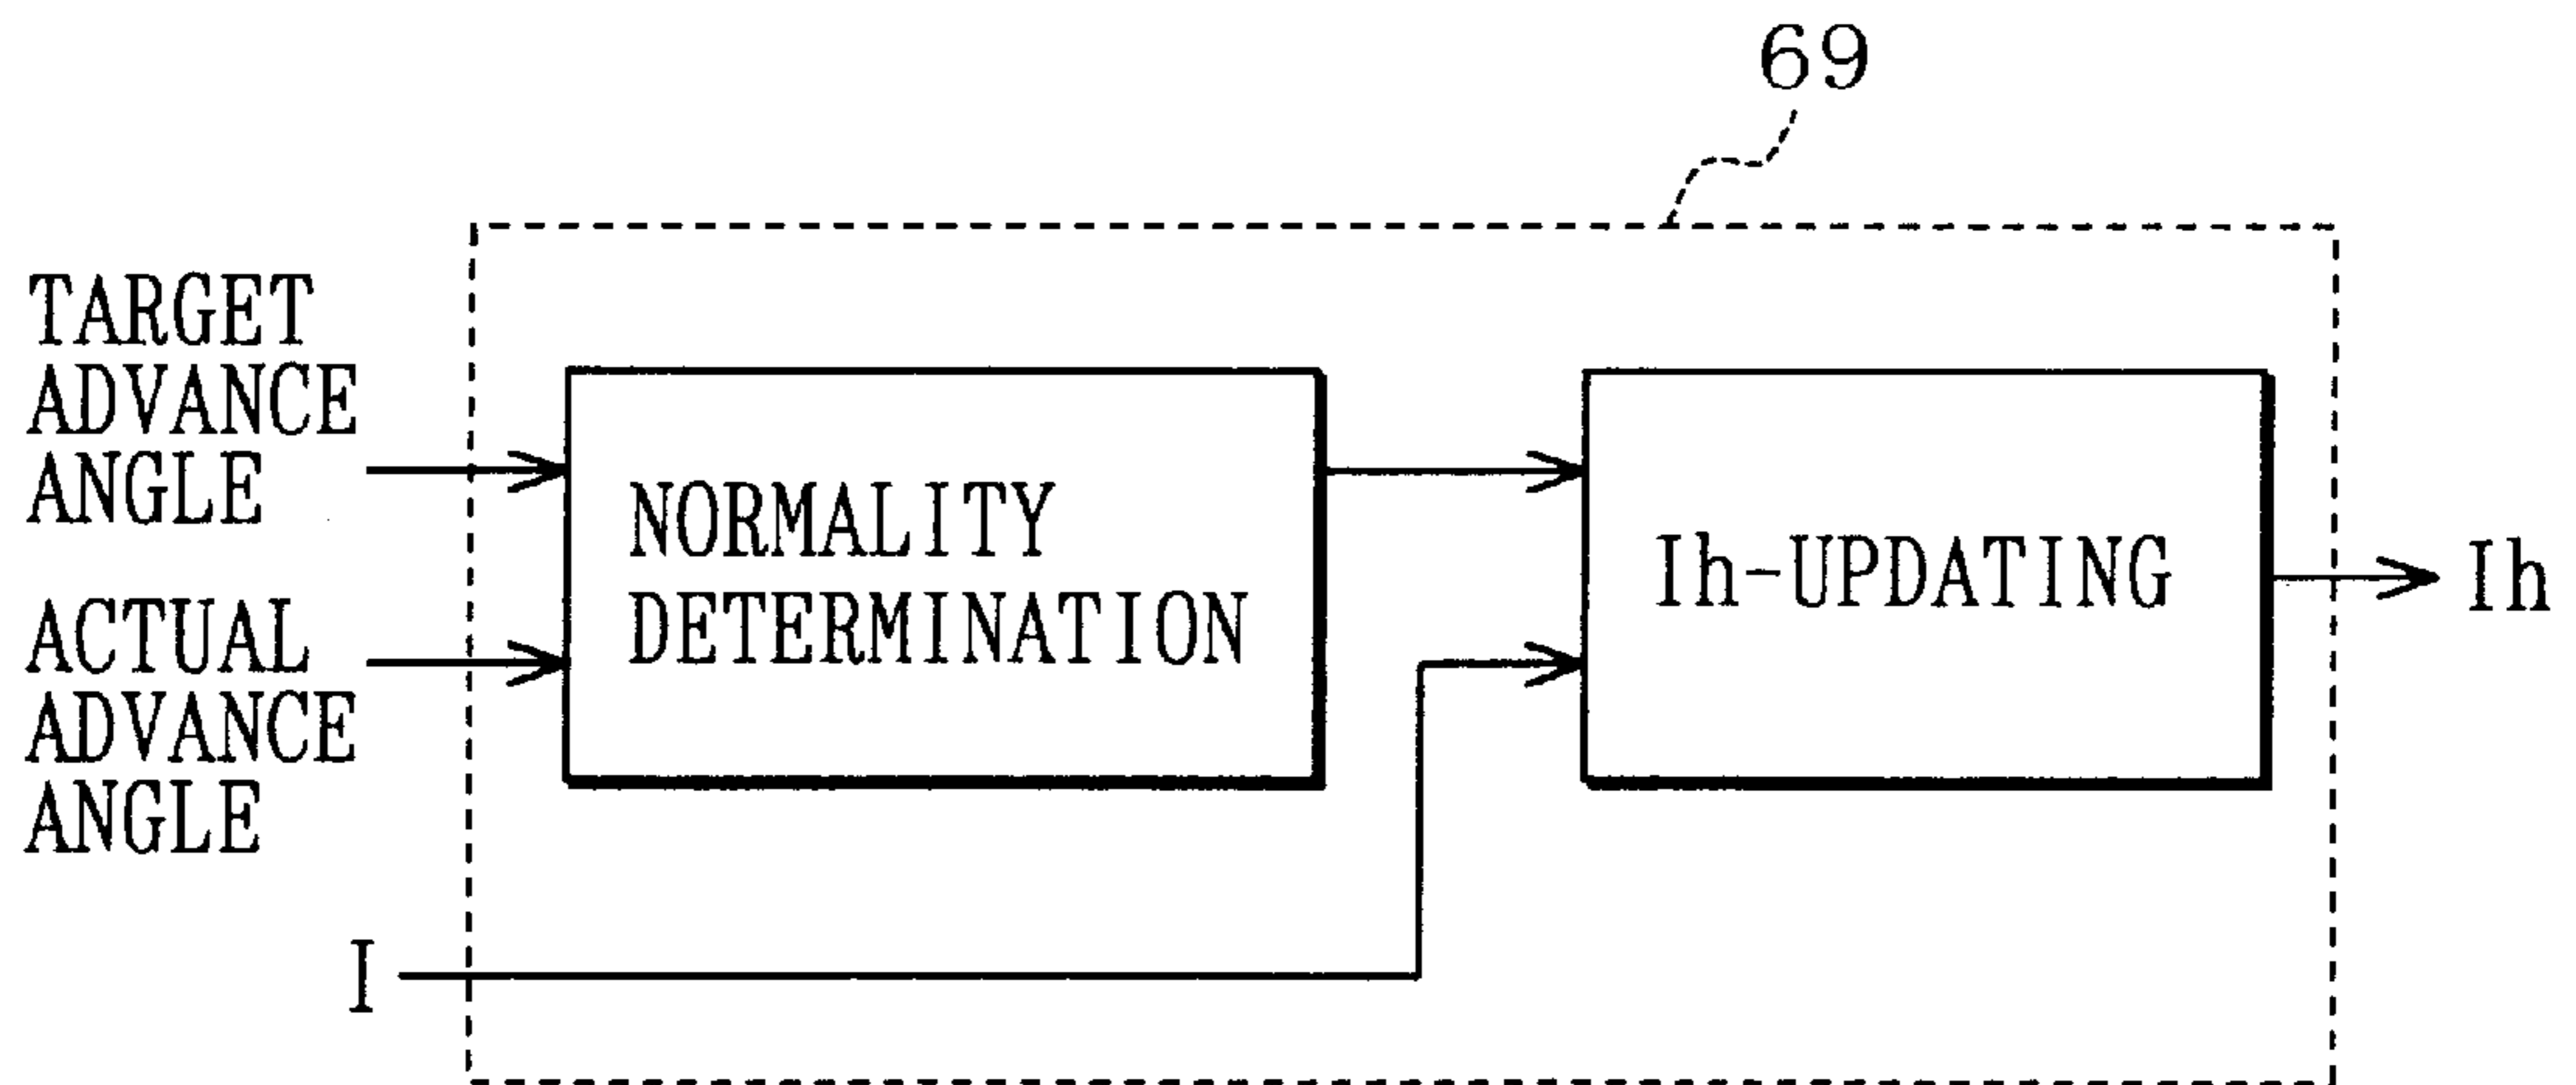 69
TARGET
ADVANCE
ANGLE
ACTUAL
ADVANCE
ANGLE
I
NORMALITY
DETERMINATION
Ih-UPDATING
Ih